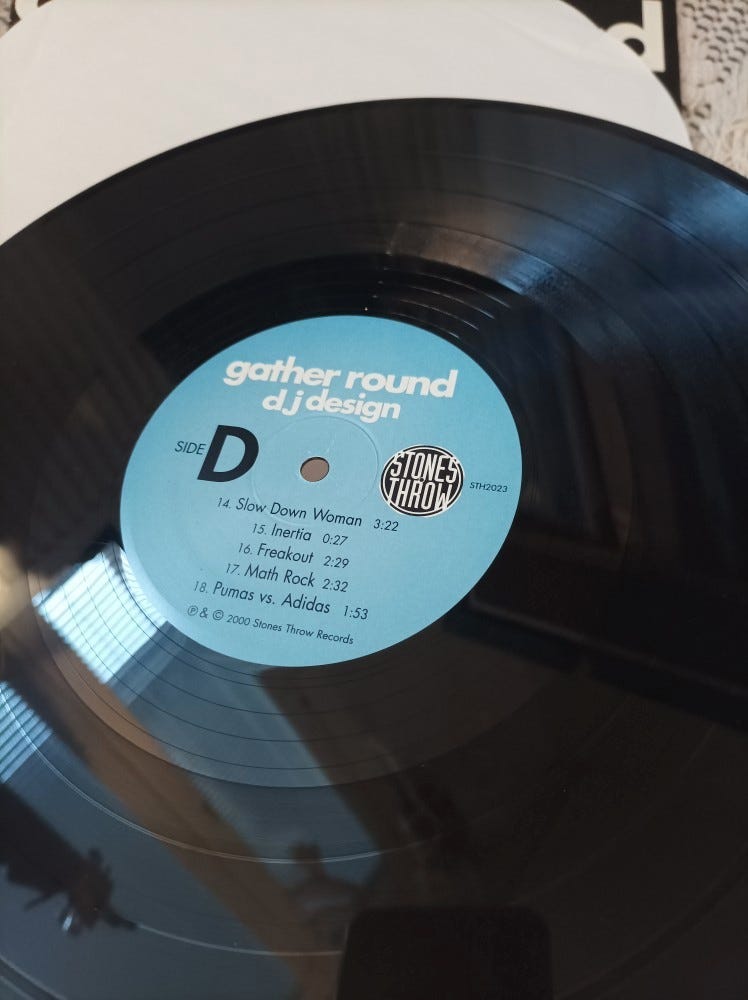 d
gather round
dj design
SIDE D
STONES
THROW
STH2023
14. Slow Down Woman 3:22
15. Inertia 0:27
16. Freakout 2:29
17. Math Rock 2:32
18. Pumas vs. Adidas 1:53
℗ & © 2000 Stones Throw Records